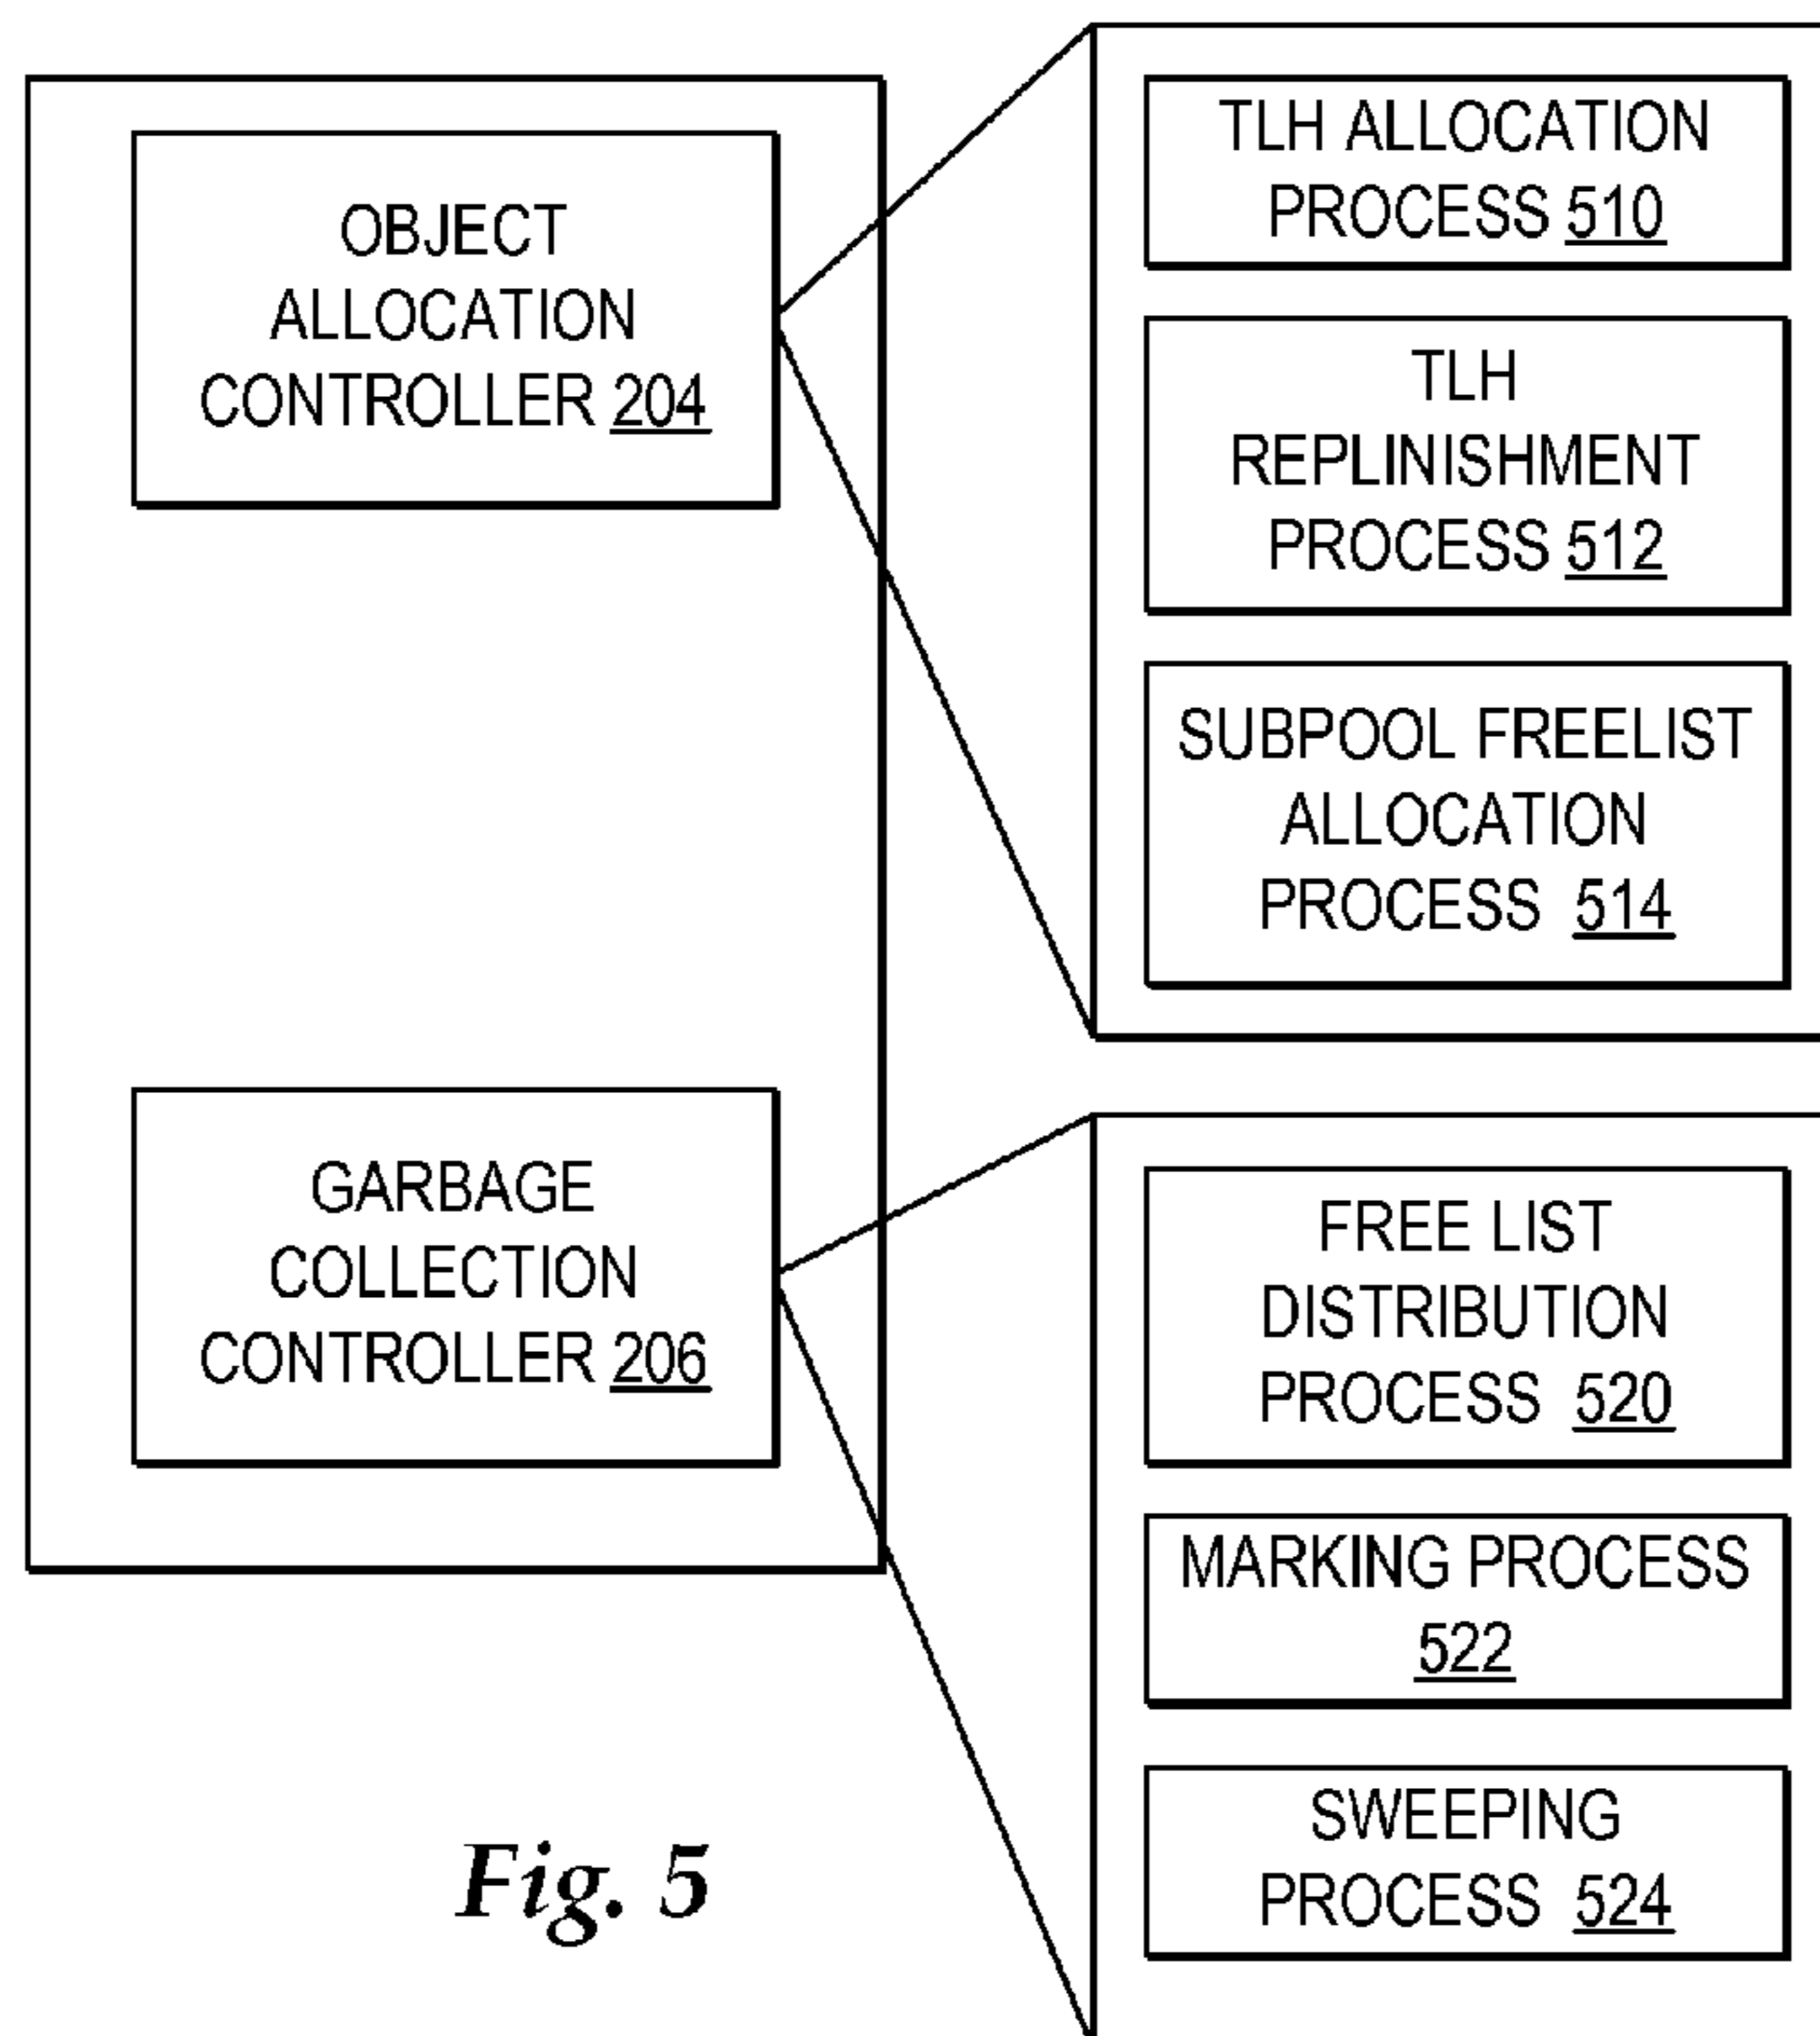 OBJECT
ALLOCATION
CONTROLLER 204
TLH ALLOCATION
PROCESS 510
TLH
REPLINISHMENT
PROCESS 512
SUBPOOL FREELIST
ALLOCATION
PROCESS 514
GARBAGE
COLLECTION
CONTROLLER 206
FREE LIST
DISTRIBUTION
PROCESS 520
MARKING PROCESS
522
SWEEPING
PROCESS 524
Fig. 5